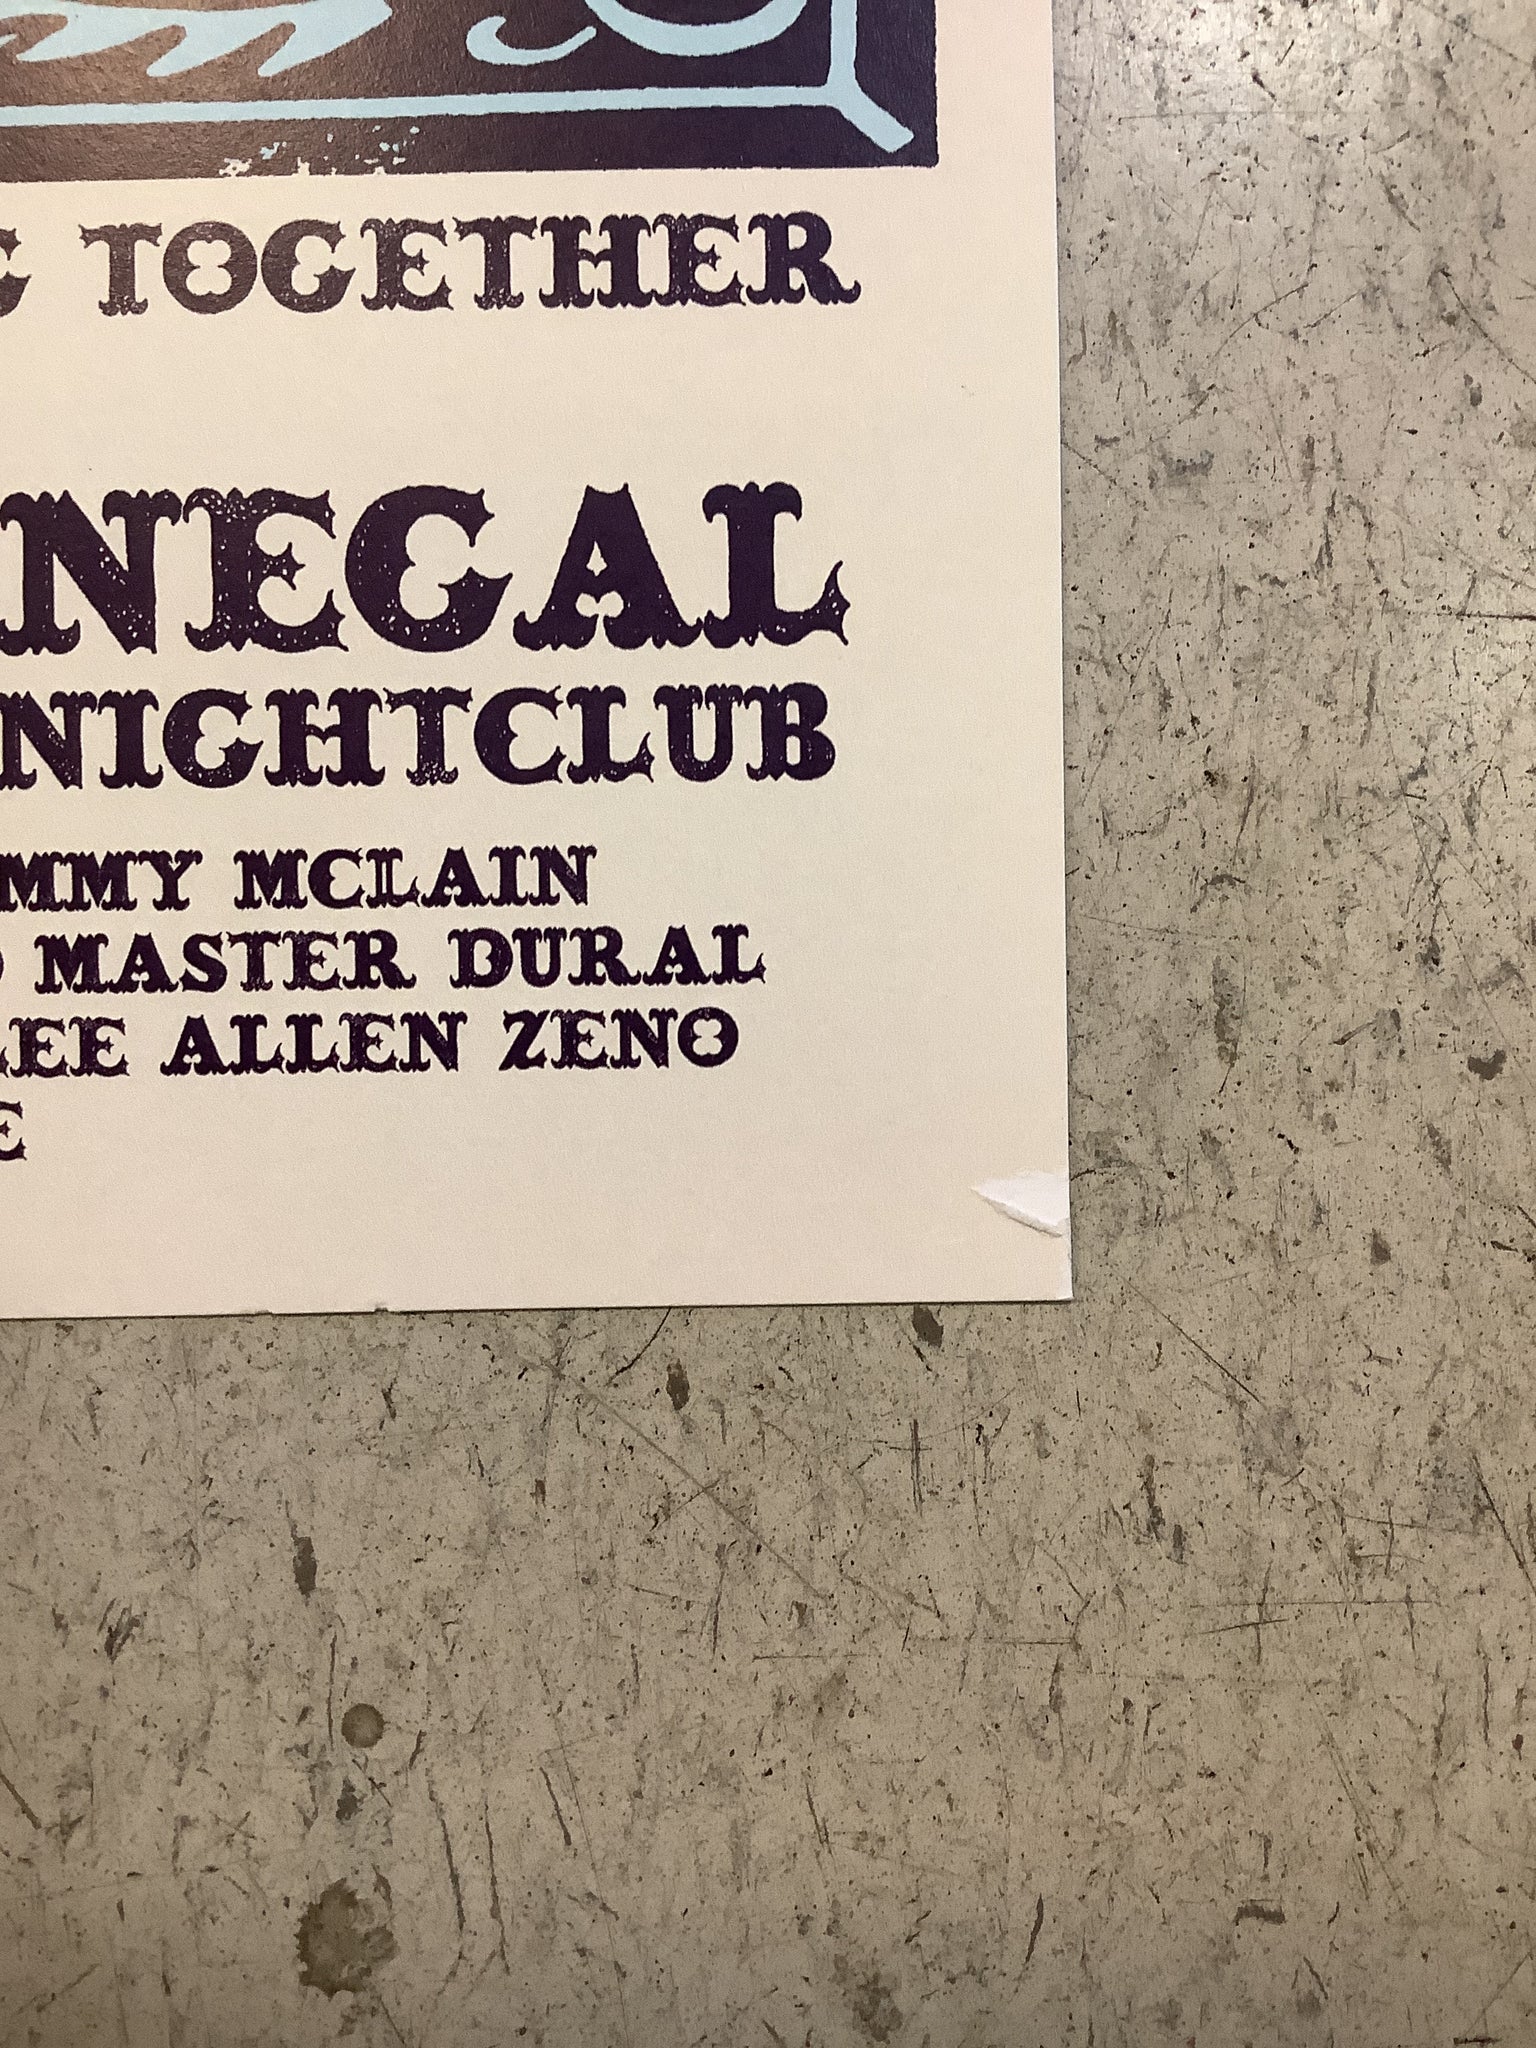 G TOGETHER
NEGAL
NIGHTCLUB
MMY MCLAIN
MASTER DURAL
LEE ALLEN ZENO
E